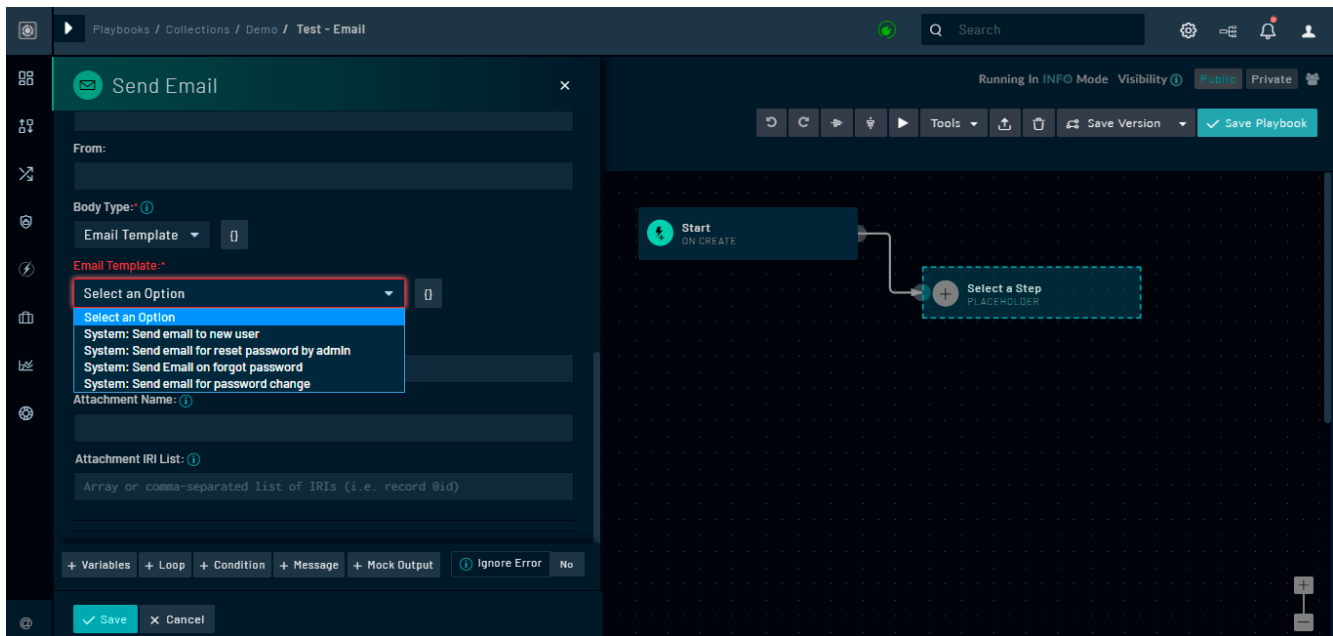 Playbooks / Collections / Demo / Test - Email
Search
Send Email
Running In INFO Mode Visibility Public Private
Tools Save Version Save Playbook
From:
Body Type:*
Email Template {}
Email Template:*
Select an Option {}
Select an Option
System: Send email to new user
System: Send email for reset password by admin
System: Send Email on forgot password
System: Send email for password change
Attachment Name:
Attachment IRI List:
Array or comma-separated list of IRIs (i.e. record @id)
+ Variables + Loop + Condition + Message + Mock Output Ignore Error No
Save Cancel
@
Start
ON CREATE
Select a Step
PLACEHOLDER